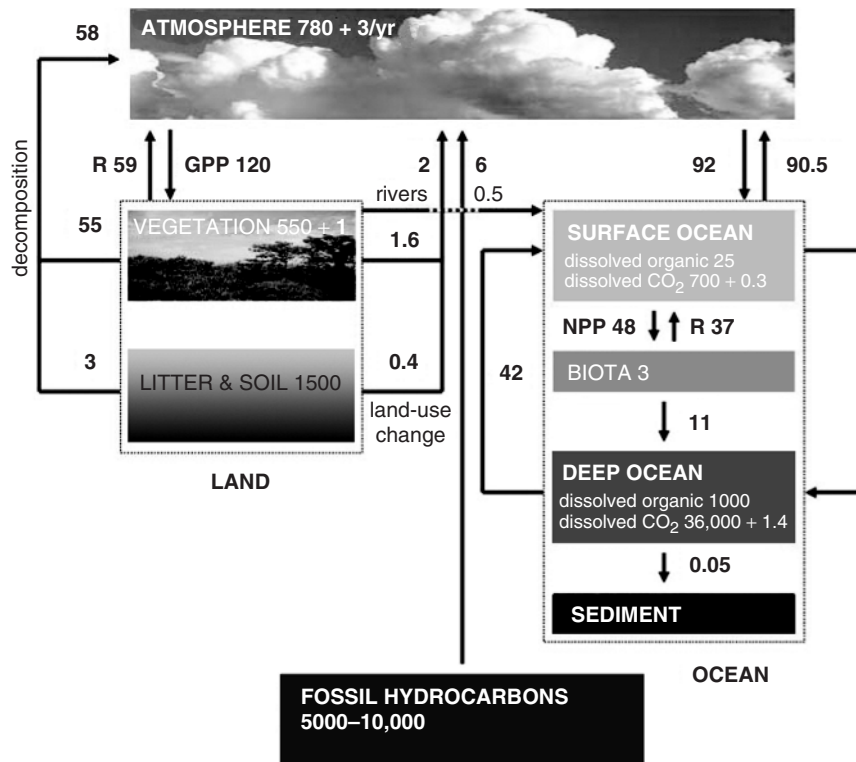 58
ATMOSPHERE 780 + 3/yr
decomposition
R 59
GPP 120
2
6
92
90.5
rivers
0.5
55
VEGETATION 550 + 1
1.6
SURFACE OCEAN
dissolved organic 25
dissolved CO₂ 700 + 0.3
NPP 48
R 37
3
LITTER & SOIL 1500
0.4
42
BIOTA 3
land-use
change
11
LAND
DEEP OCEAN
dissolved organic 1000
dissolved CO₂ 36,000 + 1.4
0.05
SEDIMENT
OCEAN
FOSSIL HYDROCARBONS
5000–10,000